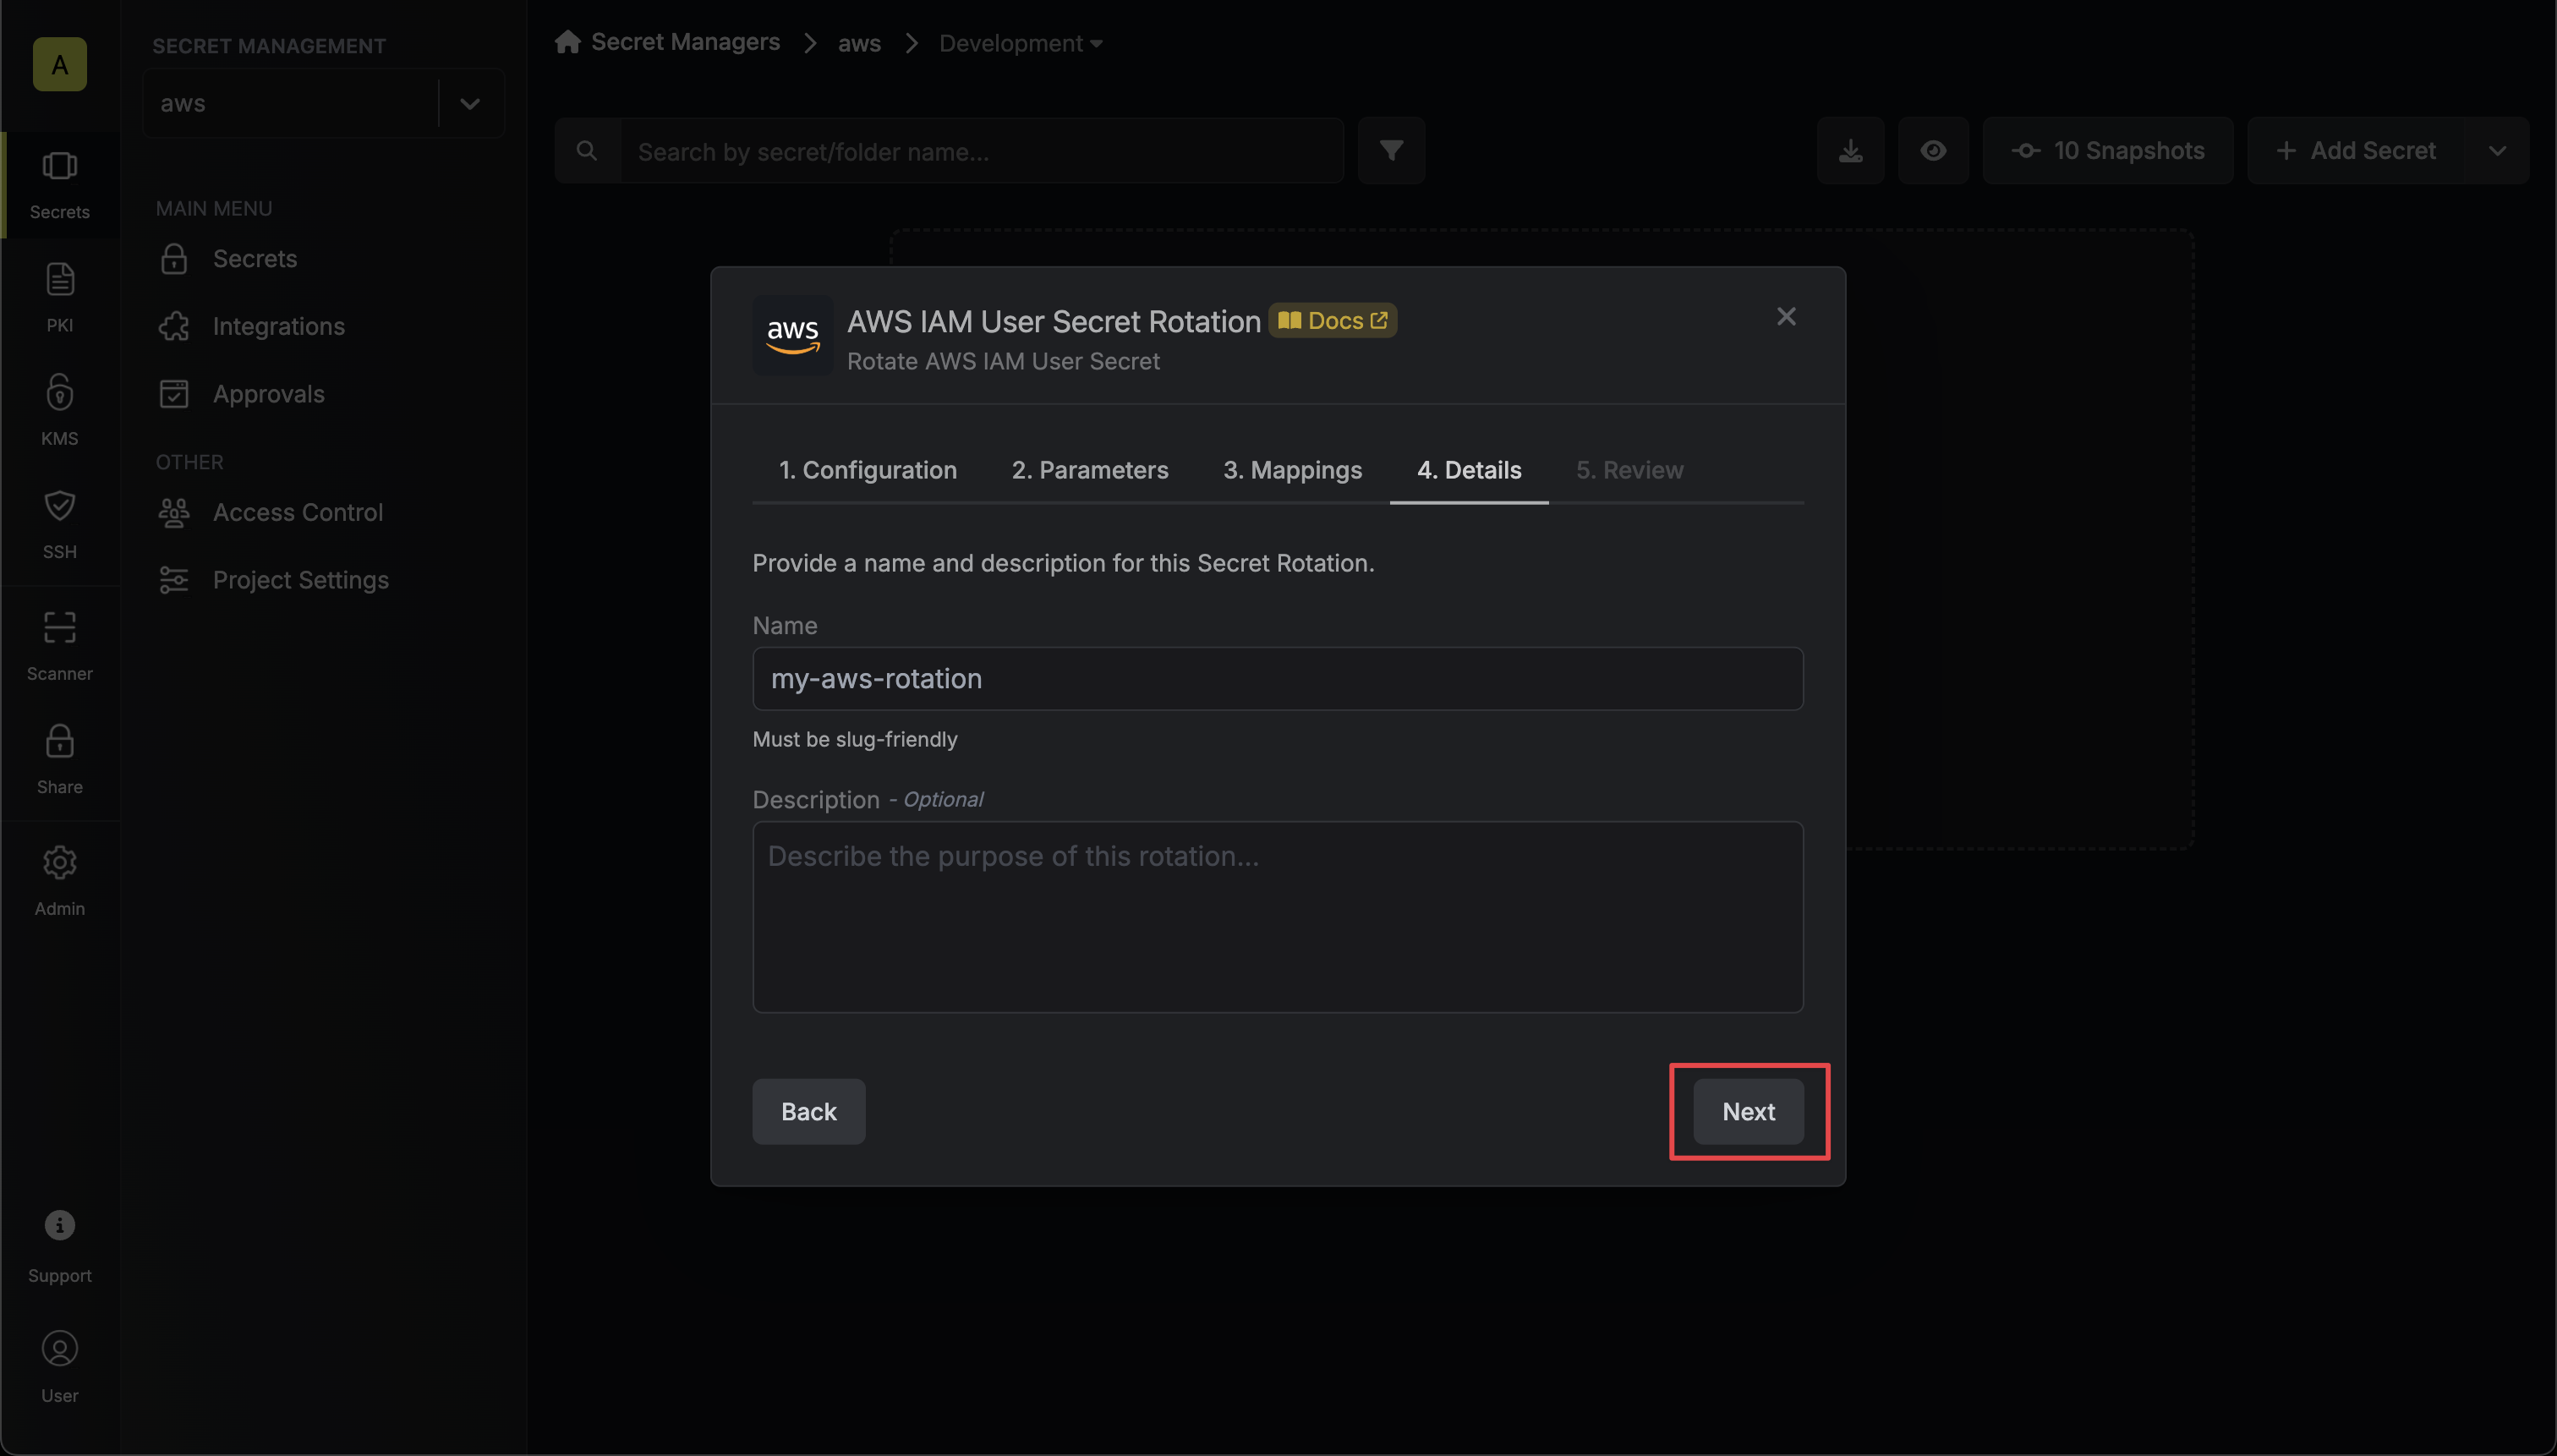 A
Secrets
PKI
KMS
SSH
Scanner
Share
Admin
Support
User
SECRET MANAGEMENT
aws
MAIN MENU
Secrets
Integrations
Approvals
OTHER
Access Control
Project Settings
Secret Managers
aws
Development
Search by secret/folder name...
10 Snapshots
Add Secret
aws
AWS IAM User Secret Rotation Docs
Rotate AWS IAM User Secret
1. Configuration 2. Parameters 3. Mappings 4. Details 5. Review
Provide a name and description for this Secret Rotation.
Name
my-aws-rotation
Must be slug-friendly
Description - Optional
Describe the purpose of this rotation...
Back
Next